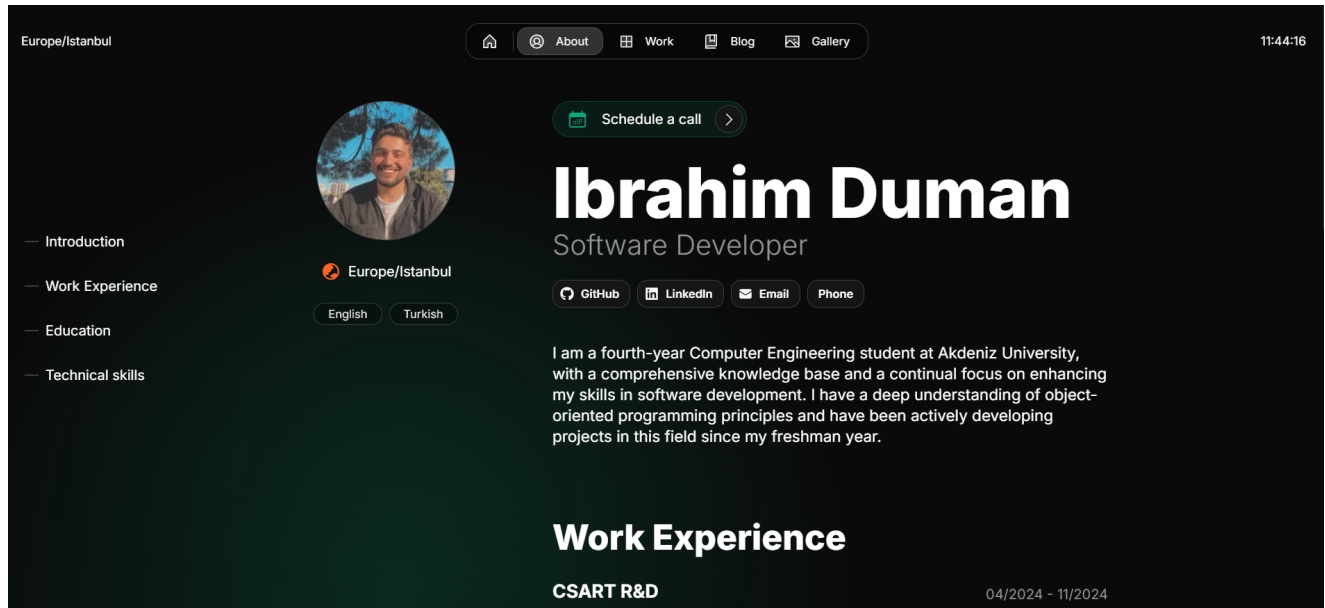 Europe/Istanbul
About
Work
Blog
Gallery
11:44:16
Introduction
Work Experience
Education
Technical skills
Europe/Istanbul
English
Turkish
Schedule a call
Ibrahim Duman
Software Developer
GitHub
LinkedIn
Email
Phone
I am a fourth-year Computer Engineering student at Akdeniz University,
with a comprehensive knowledge base and a continual focus on enhancing
my skills in software development. I have a deep understanding of object-
oriented programming principles and have been actively developing
projects in this field since my freshman year.
Work Experience
CSART R&D
04/2024 - 11/2024